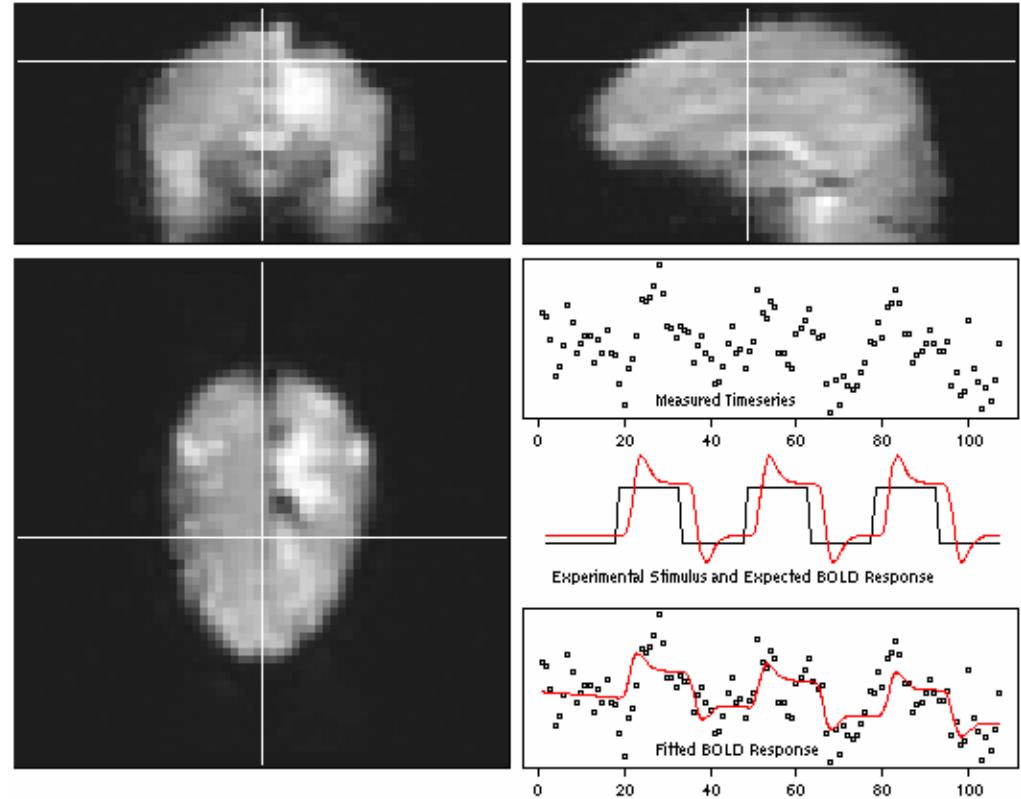 Measured Timeseries
0 20 40 60 80 100
Experimental Stimulus and Expected BOLD Response
Fitted BOLD Response
0 20 40 60 80 100